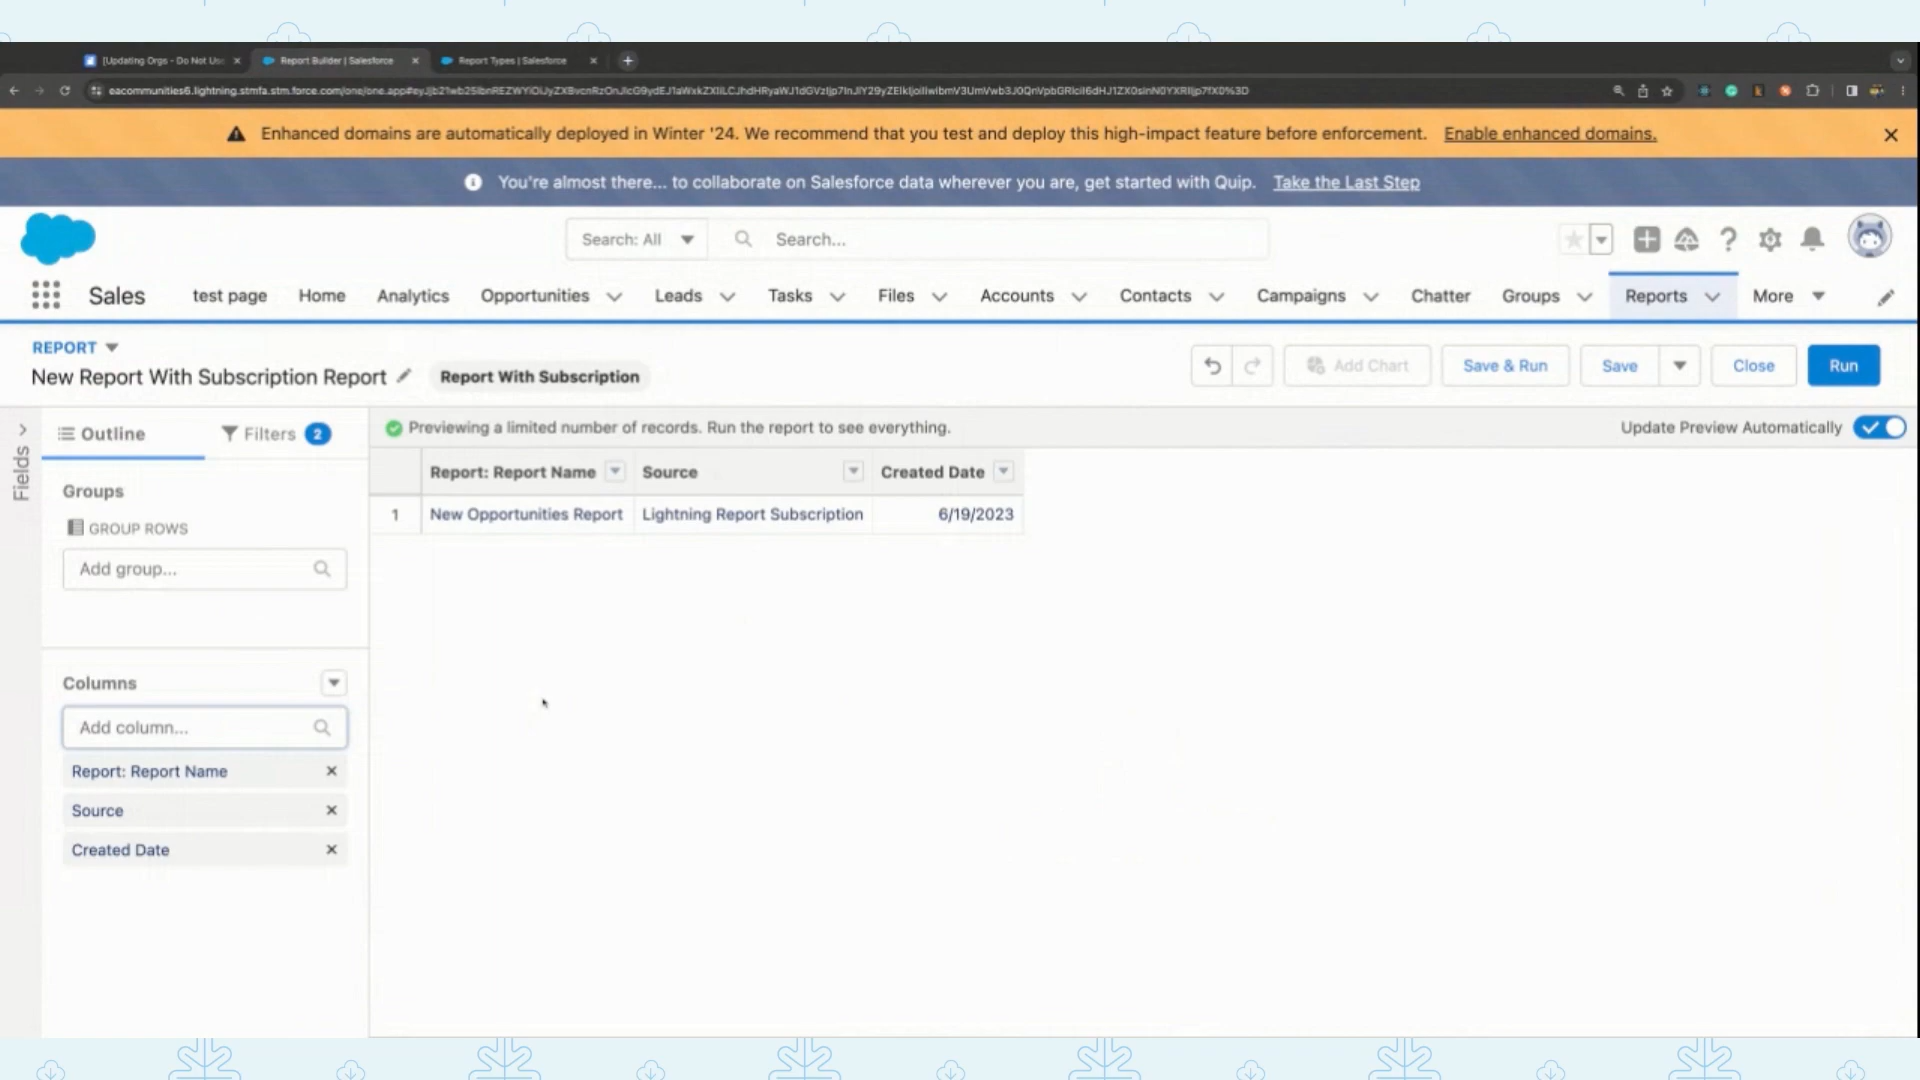 [Updating Orgs - Do Not Use
Report Builder | Salesforce
Report Types | Salesforce
Enhanced domains are automatically deployed in Winter '24. We recommend that you test and deploy this high-impact feature before enforcement. Enable enhanced domains.
You're almost there... to collaborate on Salesforce data wherever you are, get started with Quip. Take the Last Step
Search: All Search...
Sales test page Home Analytics Opportunities Leads Tasks Files Accounts Contacts Campaigns Chatter Groups Reports More
REPORT
New Report With Subscription Report Report With Subscription
Add Chart Save & Run Save Close Run
Fields
Outline Filters 2
Previewing a limited number of records. Run the report to see everything. Update Preview Automatically
Groups
GROUP ROWS
Add group...
Columns
Add column...
Report: Report Name
Source
Created Date
Report: Report Name Source Created Date
1 New Opportunities Report Lightning Report Subscription 6/19/2023